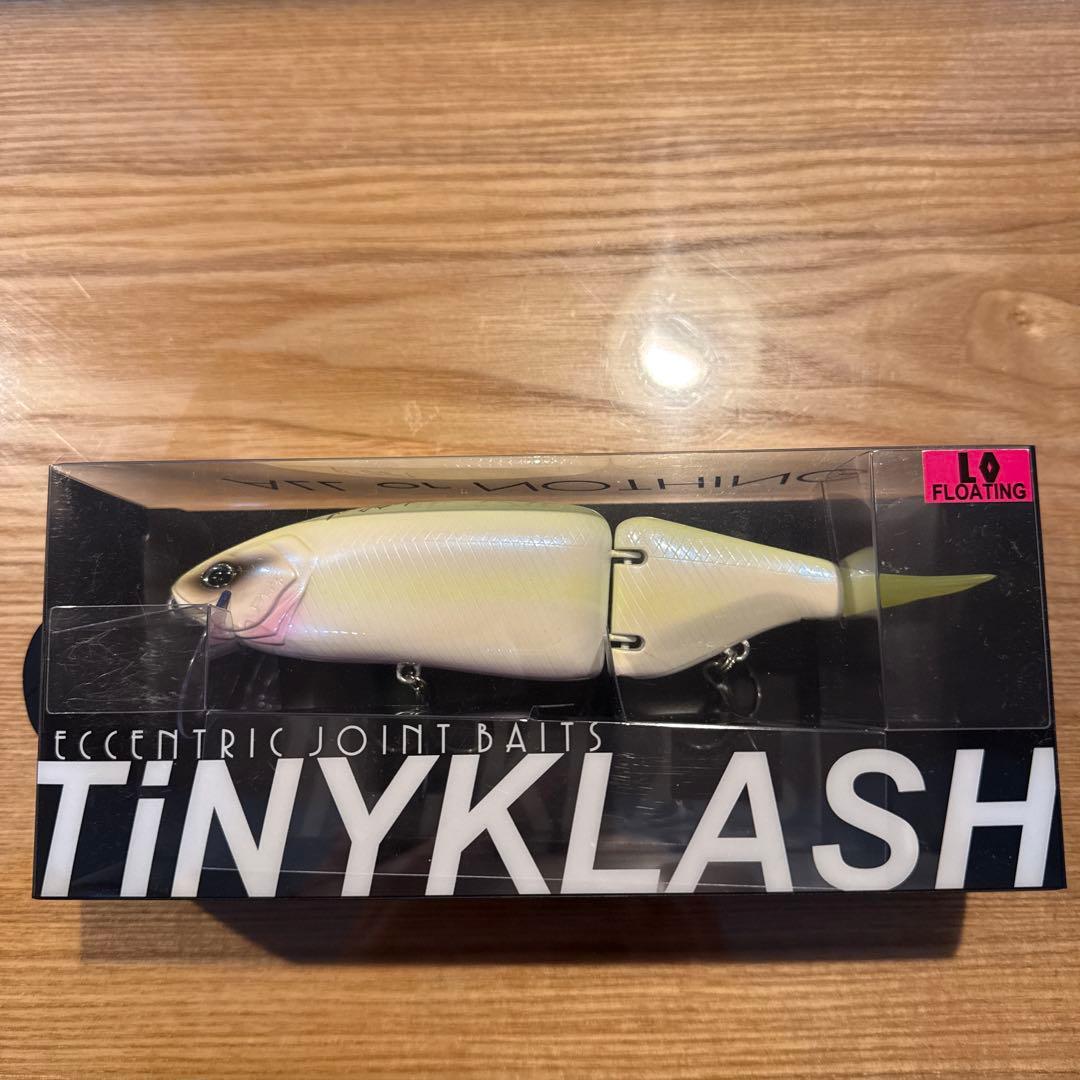 ALL OR NOTHING
LO
FLOATING
ECCENTRIC JOINT BAITS
TiNYKLASH